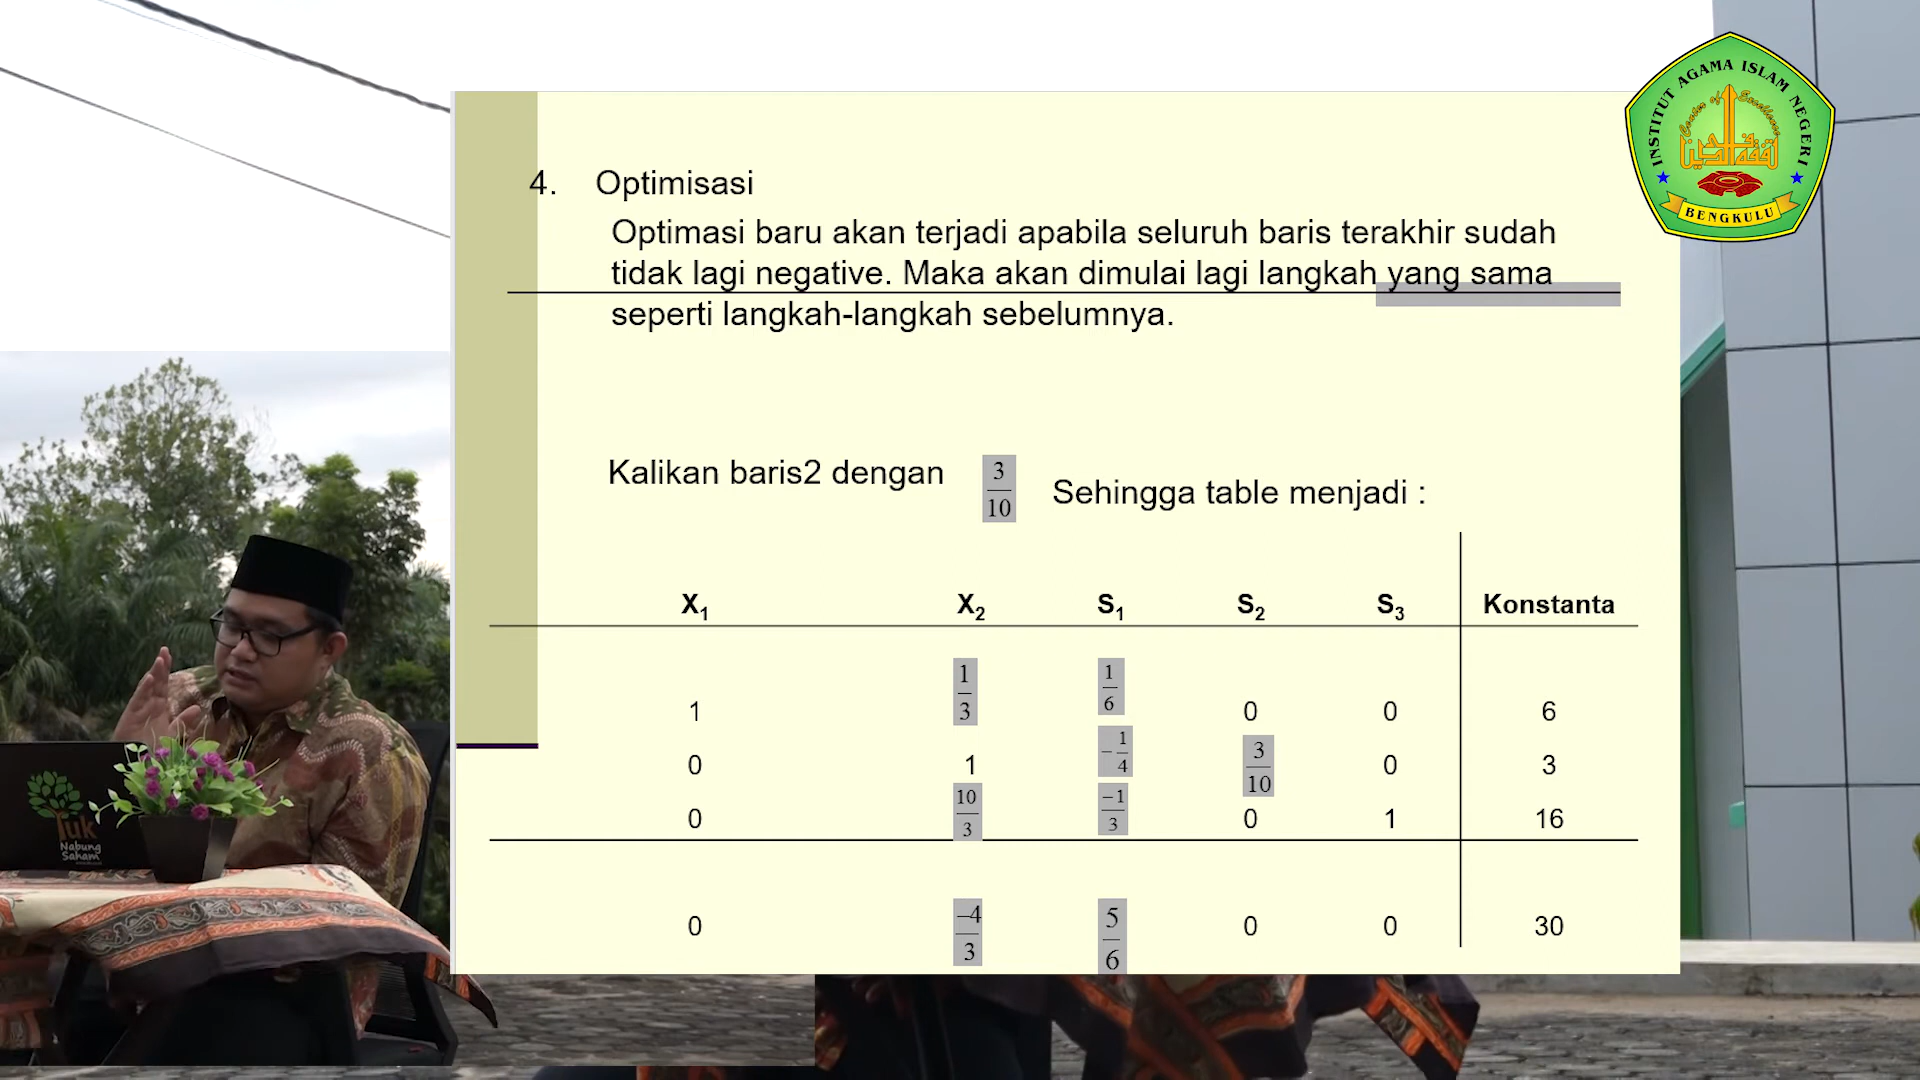 INSTITUT AGAMA ISLAM NEGERI
Center of Excellence
BENGKULU
4. Optimisasi
Optimasi baru akan terjadi apabila seluruh baris terakhir sudah
tidak lagi negative. Maka akan dimulai lagi langkah yang sama
seperti langkah-langkah sebelumnya.
Kalikan baris2 dengan 3/10 Sehingga table menjadi :
X1 X2 S1 S2 S3 Konstanta
1 1/3 1/6 0 0 6
0 1 -1/4 3/10 0 3
0 10/3 -1/3 0 1 16
0 -4/3 5/6 0 0 30
Yuk
Nabung
Saham